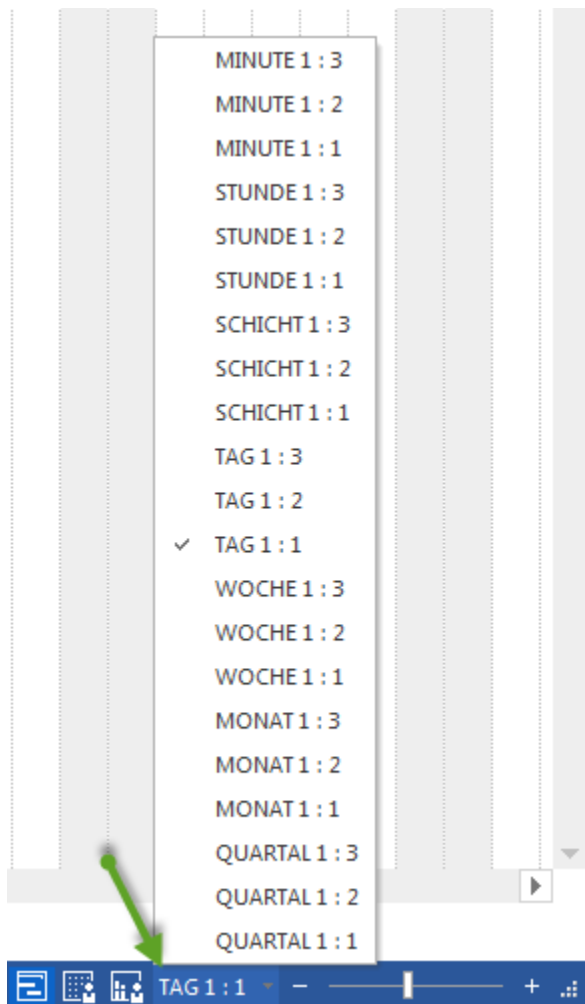 MINUTE 1 : 3
MINUTE 1 : 2
MINUTE 1 : 1
STUNDE 1 : 3
STUNDE 1 : 2
STUNDE 1 : 1
SCHICHT 1 : 3
SCHICHT 1 : 2
SCHICHT 1 : 1
TAG 1 : 3
TAG 1 : 2
TAG 1 : 1
WOCHE 1 : 3
WOCHE 1 : 2
WOCHE 1 : 1
MONAT 1 : 3
MONAT 1 : 2
MONAT 1 : 1
QUARTAL 1 : 3
QUARTAL 1 : 2
QUARTAL 1 : 1
TAG 1 : 1